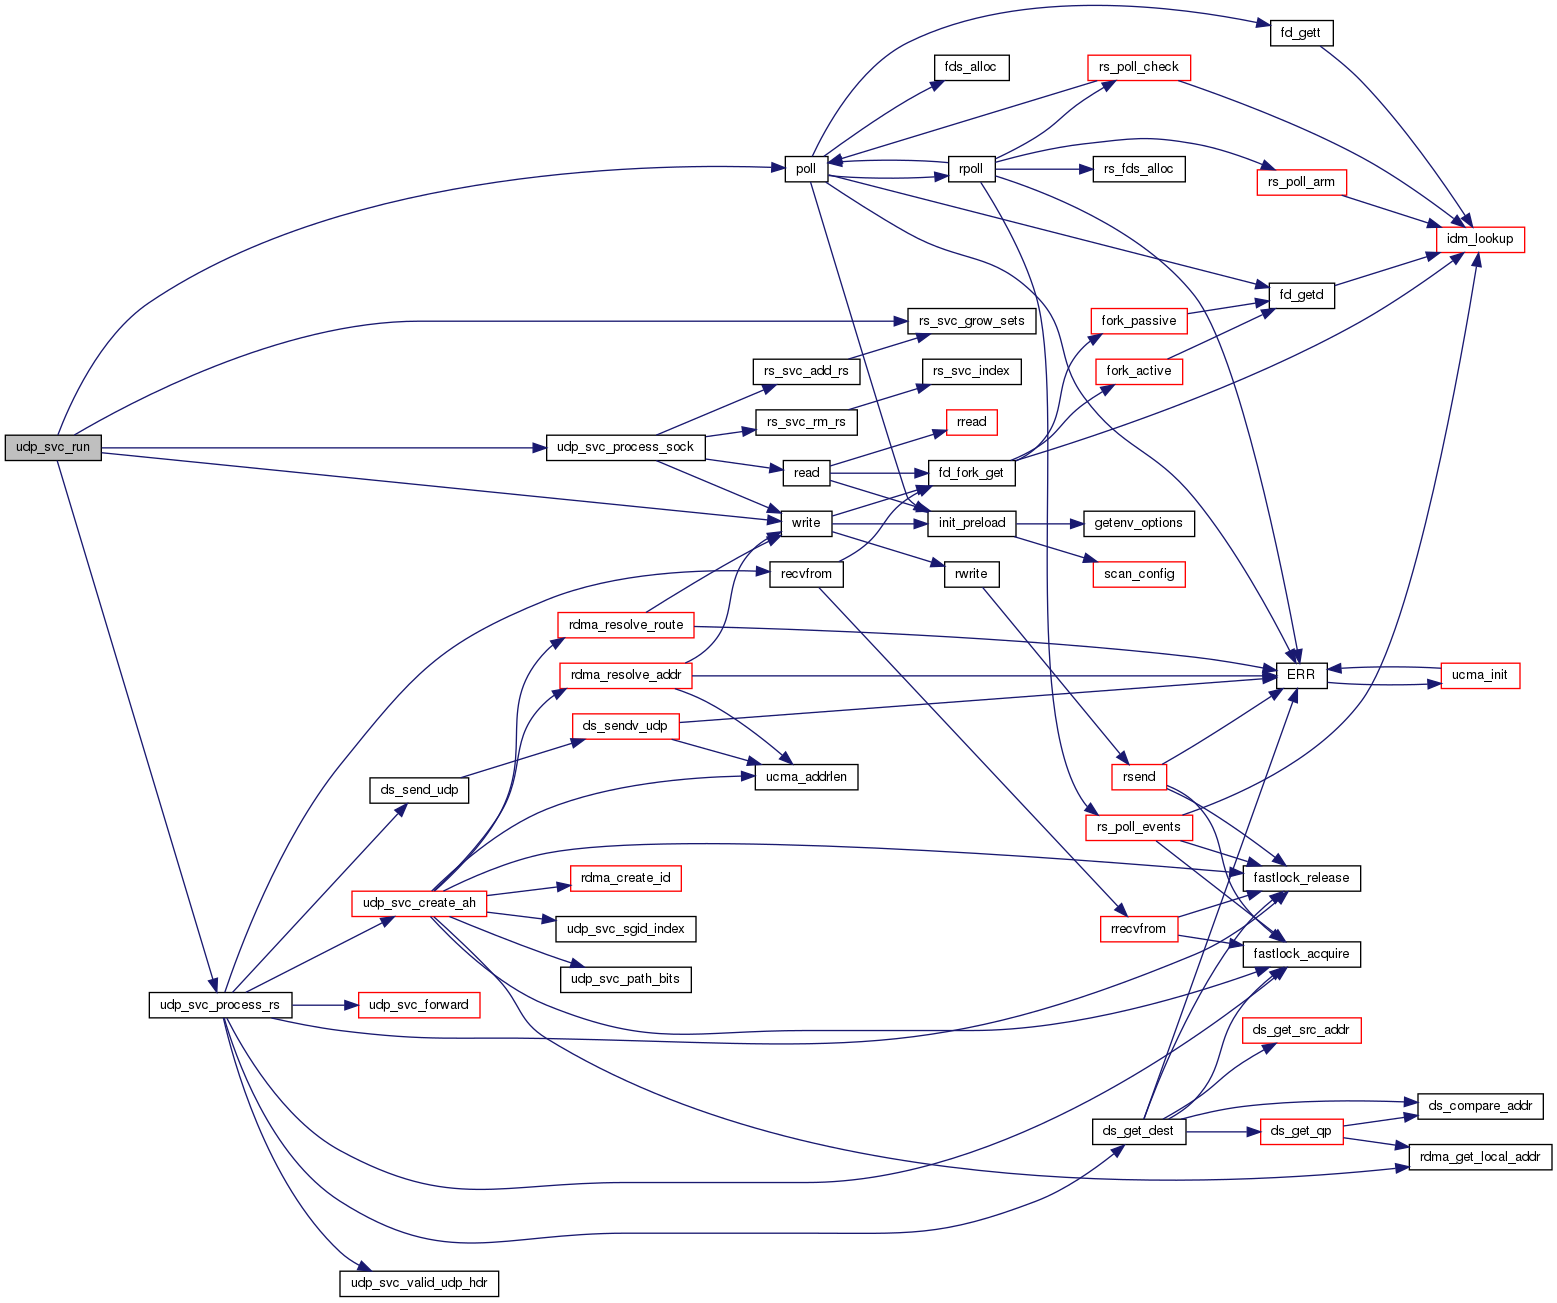 fd_gett
fds_alloc
rs_poll_check
poll
rpoll
rs_fds_alloc
rs_poll_arm
idm_lookup
fd_getd
rs_svc_grow_sets
fork_passive
rs_svc_add_rs
rs_svc_index
fork_active
rs_svc_rm_rs
rread
udp_svc_run
udp_svc_process_sock
read
fd_fork_get
write
init_preload
getenv_options
recvfrom
rwrite
scan_config
rdma_resolve_route
rdma_resolve_addr
ERR
ucma_init
ds_sendv_udp
ds_send_udp
ucma_addrlen
rsend
rs_poll_events
rdma_create_id
fastlock_release
udp_svc_create_ah
udp_svc_sgid_index
rrecvfrom
fastlock_acquire
udp_svc_path_bits
udp_svc_process_rs
udp_svc_forward
ds_get_src_addr
ds_compare_addr
ds_get_dest
ds_get_qp
rdma_get_local_addr
udp_svc_valid_udp_hdr